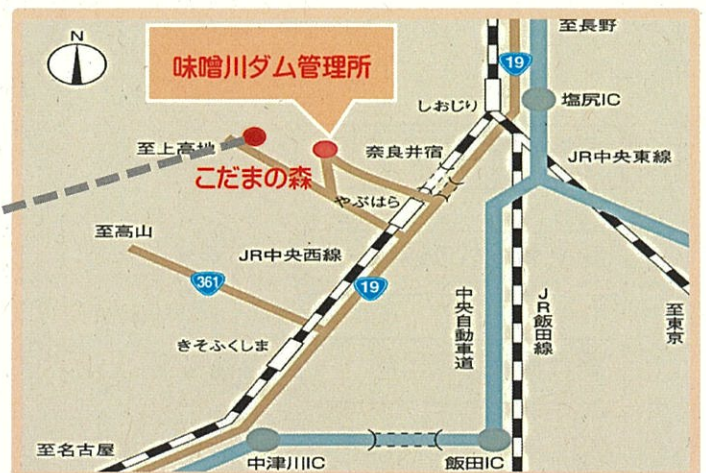 至長野
N
19
味噌川ダム管理所
塩尻IC
しおじり
至上高地
奈良井宿
JR中央東線
こだまの森
やぶはら
至高山
JR中央西線
361
19
中央自動車道
JR飯田線
至東京
きそふくしま
至名古屋
中津川IC
飯田IC